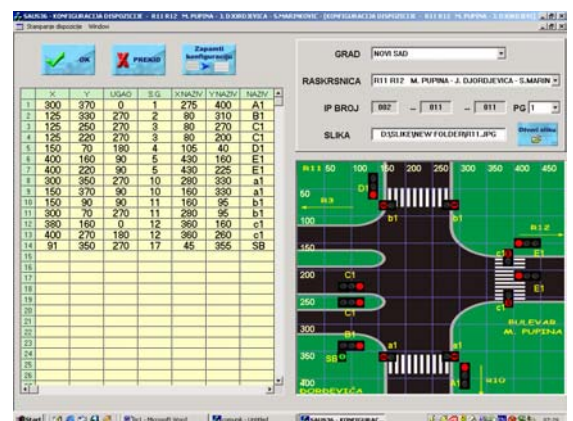 SAUS36 - KONFIGURACIJA DISPOZICIJE - R11 R12 M. PUPINA - J. DJORDJEVICA - S.MARINKOVIC - [KONFIGURACIJA DISPOZICIJE - R11 R12
Stampanje dispozicije Windows
OK
PREKID
Zapamti
konfiguraciju
GRAD NOVI SAD
RASKRSNICA R11 R12 M. PUPINA - J. DJORDJEVICA - S.MARIN
IP BROJ 002 - 011 - 011 PG 1
SLIKA D:\SLIKE\NEW FOLDER\R11.JPG
X Y UGAO S.G. X NAZIV Y NAZIV NAZIV
1 300 370 0 1 275 400 A1
2 125 330 270 2 80 310 B1
3 125 250 270 3 80 270 C1
4 125 220 270 3 80 200 C1
5 150 70 180 4 105 40 D1
6 400 160 90 5 430 160 E1
7 400 220 90 5 430 225 E1
8 300 350 270 10 280 330 a1
9 150 370 90 10 160 330 a1
10 150 90 90 11 160 95 b1
11 300 70 270 11 280 95 b1
12 380 160 0 12 360 160 c1
13 400 270 180 12 360 260 c1
14 91 350 270 17 45 355 SB
15
16
17
18
19
20
21
22
23
24
25
26
R11 50 100 150 200 250 300 350 400 450
D1
50
R3
b1 b1
100
R12
150
c1 E1
200
C1
E1
250
C1
c1
BULEVAR
M. PUPINA
300
B1
a1 a1
350
SB
A1 R10
400
DORĐEVIĆA
Start
SAUS36 - KONFIGURAC